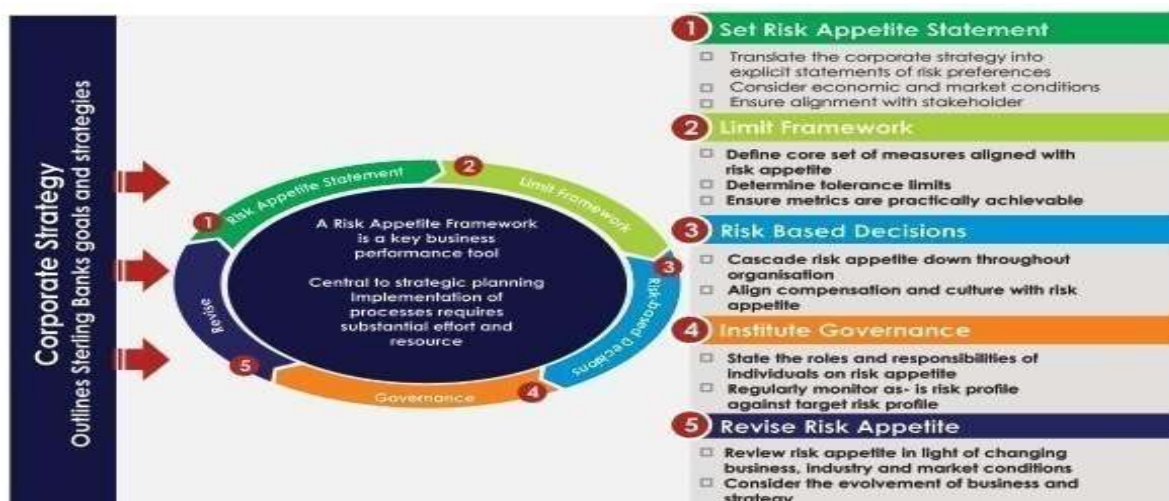 Corporate Strategy
Outlines Sterling Banks goals and strategies
1
Risk Appetite Statement
2
Limit Framework
3
Risk-based Decisions
4
Governance
5
Revise
A Risk Appetite Framework
is a key business
performance tool
Central to strategic planning
Implementation of
processes requires
substantial effort and
resource
1 Set Risk Appetite Statement
Translate the corporate strategy into
explicit statements of risk preferences
Consider economic and market conditions
Ensure alignment with stakeholder
2 Limit Framework
Define core set of measures aligned with
risk appetite
Determine tolerance limits
Ensure metrics are practically achievable
3 Risk Based Decisions
Cascade risk appetite down throughout
organisation
Align compensation and culture with risk
appetite
4 Institute Governance
State the roles and responsibilities of
individuals on risk appetite
Regularly monitor as- is risk profile
against target risk profile
5 Revise Risk Appetite
Review risk appetite in light of changing
business, industry and market conditions
Consider the evolvement of business and
strategy